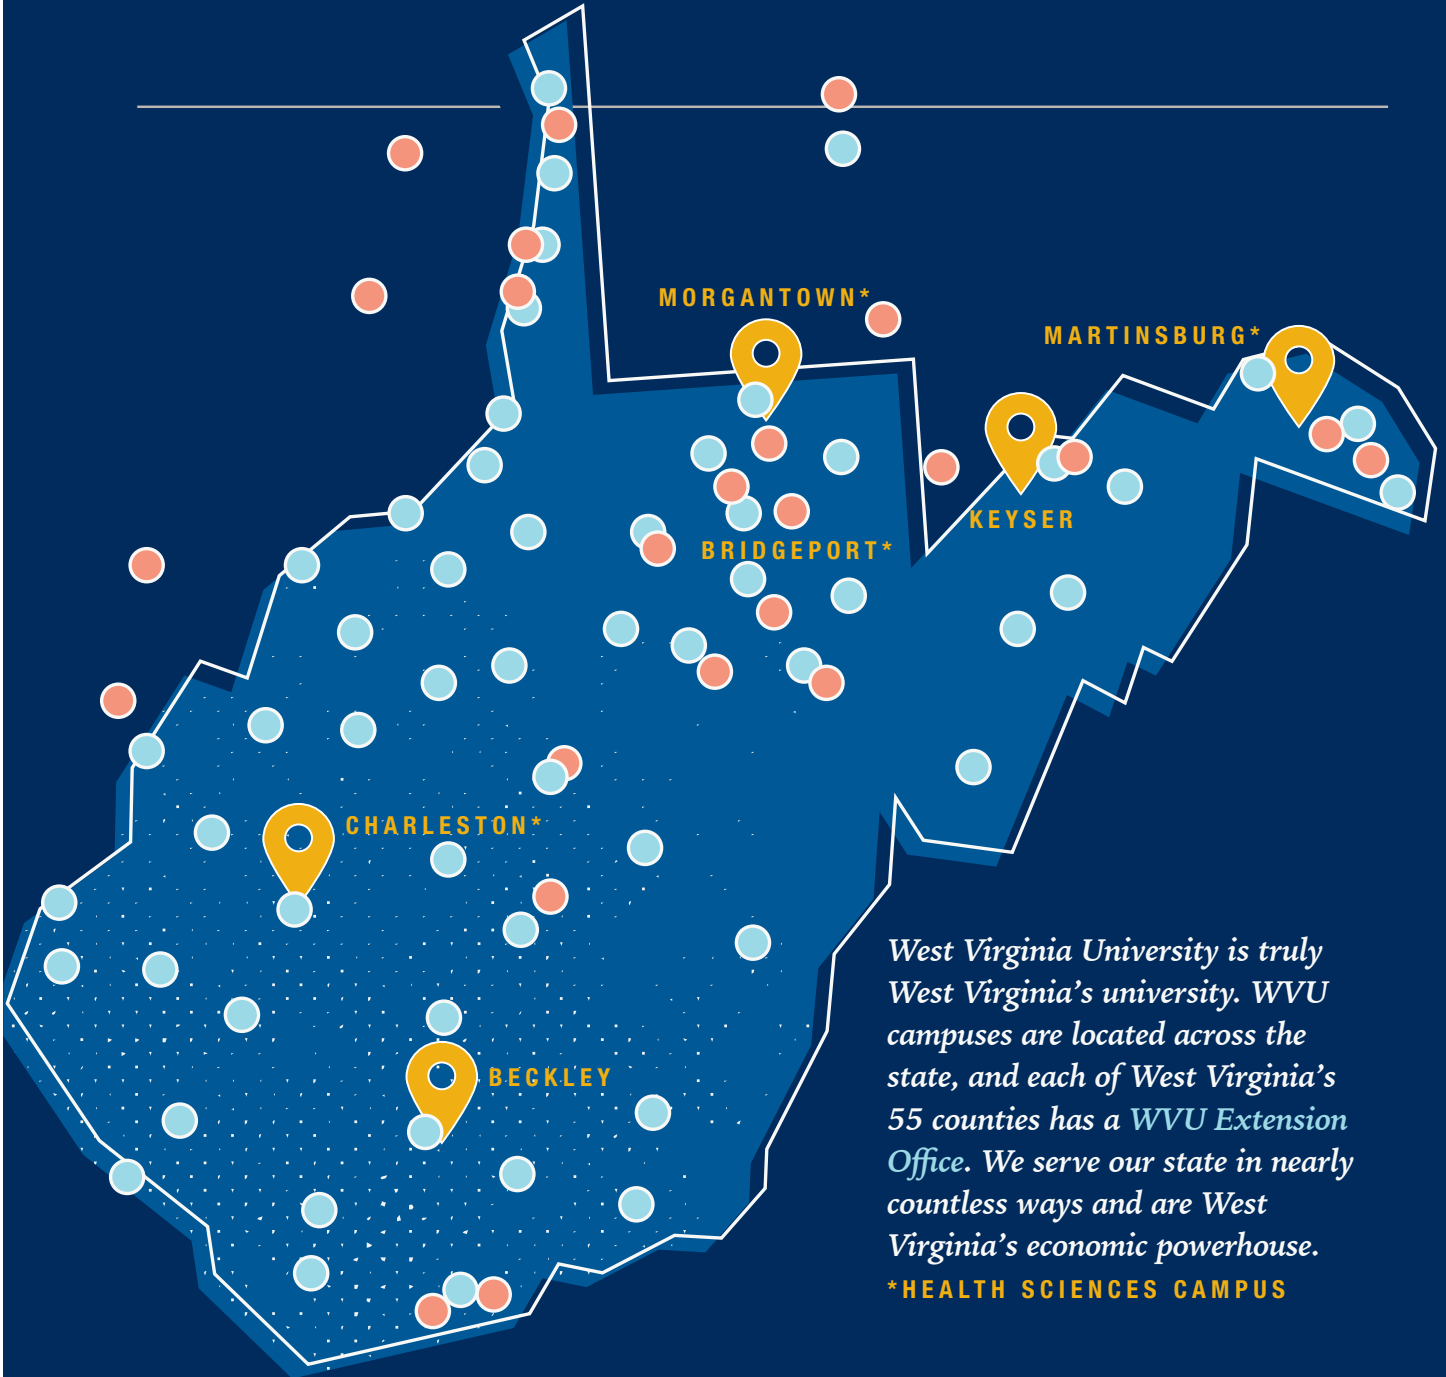 MORGANTOWN*
MARTINSBURG*
KEYSER
BRIDGEPORT*
CHARLESTON*
BECKLEY
West Virginia University is truly
West Virginia’s university. WVU
campuses are located across the
state, and each of West Virginia’s
55 counties has a WVU Extension
Office. We serve our state in nearly
countless ways and are West
Virginia’s economic powerhouse.
*HEALTH SCIENCES CAMPUS